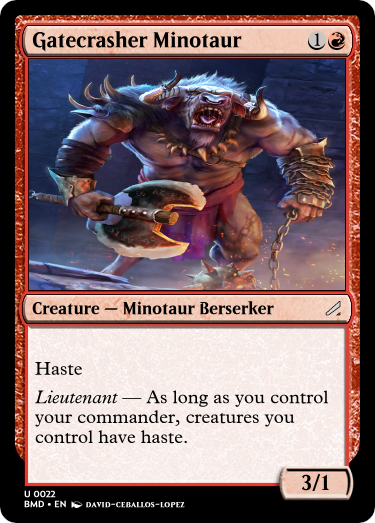 Gatecrasher Minotaur 1
Creature — Minotaur Berserker
Haste
Lieutenant — As long as you control
your commander, creatures you
control have haste.
3/1
U 0022
BMD • EN DAVID-CEBALLOS-LOPEZ